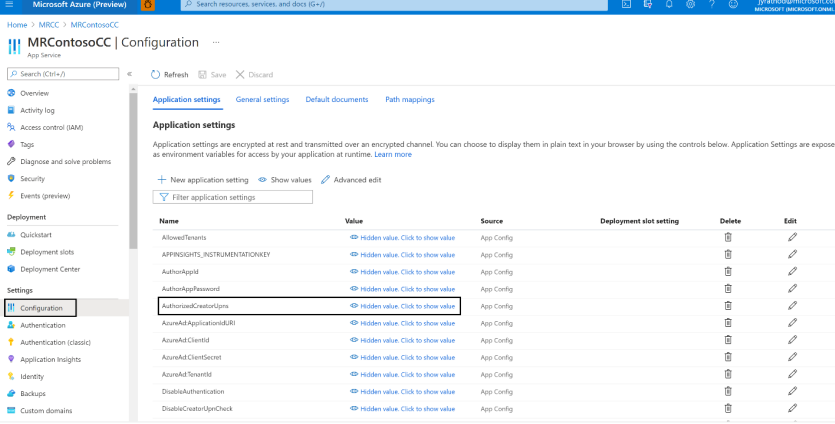 Microsoft Azure (Preview)
Search resources, services, and docs (G+/)
jyrathod@microsoft.com
MICROSOFT (MICROSOFT.ONMI
Home > MRCC > MRContosoCC
MRContosoCC | Configuration ...
App Service
Search (Ctrl+/)
Refresh Save Discard
Overview
Activity log
Access control (IAM)
Tags
Diagnose and solve problems
Security
Events (preview)
Deployment
Quickstart
Deployment slots
Deployment Center
Settings
Configuration
Authentication
Authentication (classic)
Application Insights
Identity
Backups
Custom domains
Application settings General settings Default documents Path mappings
Application settings
Application settings are encrypted at rest and transmitted over an encrypted channel. You can choose to display them in plain text in your browser by using the controls below. Application Settings are expose
as environment variables for access by your application at runtime. Learn more
New application setting Show values Advanced edit
Filter application settings
Name Value Source Deployment slot setting Delete Edit
AllowedTenants Hidden value. Click to show value App Config
APPINSIGHTS_INSTRUMENTATIONKEY Hidden value. Click to show value App Config
AuthorAppId Hidden value. Click to show value App Config
AuthorAppPassword Hidden value. Click to show value App Config
AuthorizedCreatorUpns Hidden value. Click to show value App Config
AzureAd:ApplicationIdURI Hidden value. Click to show value App Config
AzureAd:ClientId Hidden value. Click to show value App Config
AzureAd:ClientSecret Hidden value. Click to show value App Config
AzureAd:TenantId Hidden value. Click to show value App Config
DisableAuthentication Hidden value. Click to show value App Config
DisableCreatorUpnCheck Hidden value. Click to show value App Config